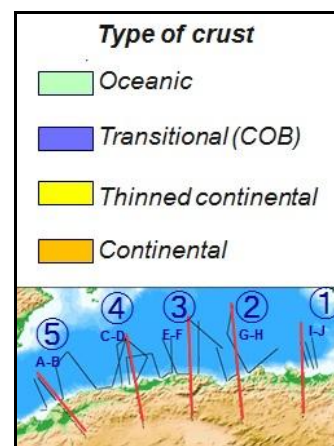 Type of crust
Oceanic
Transitional (COB)
Thinned continental
Continental
⑤ ④ ③ ② ①
A-B C-D E-F G-H I-J